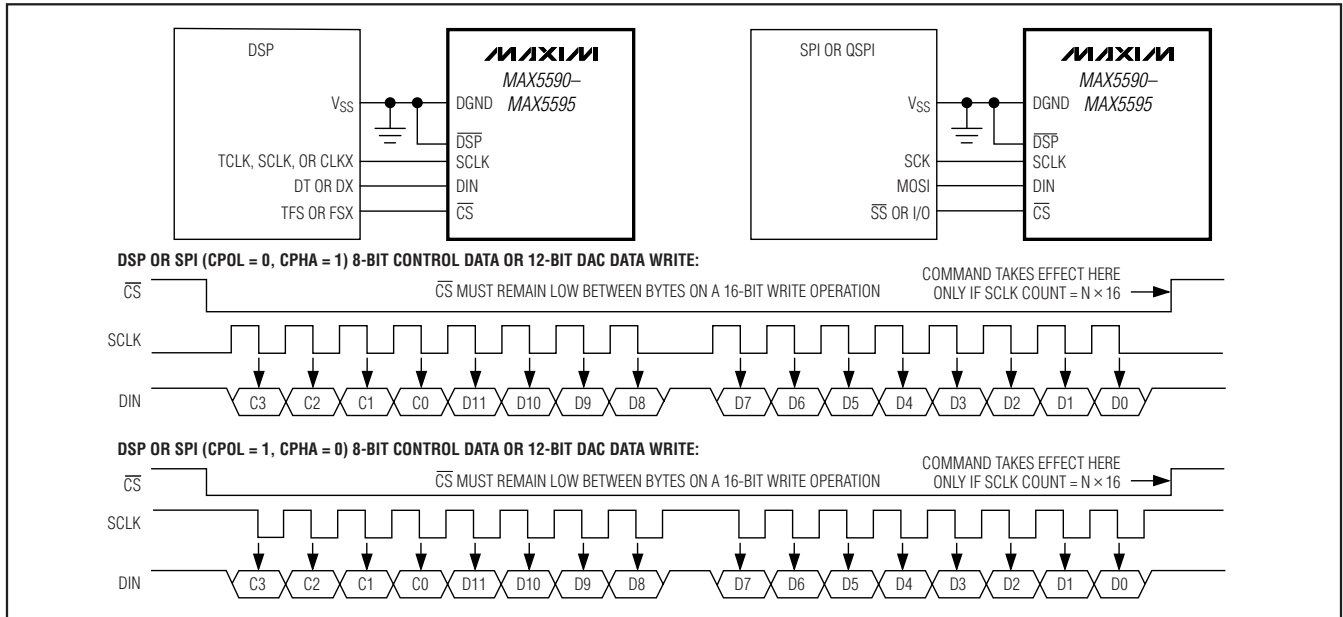 DSP
MAXIM
MAX5590–
MAX5595
VSS
DGND
DSP
TCLK, SCLK, OR CLKX
SCLK
DT OR DX
DIN
TFS OR FSX
CS
SPI OR QSPI
MAXIM
MAX5590–
MAX5595
VSS
DGND
DSP
SCK
SCLK
MOSI
DIN
SS OR I/O
CS
DSP OR SPI (CPOL = 0, CPHA = 1) 8-BIT CONTROL DATA OR 12-BIT DAC DATA WRITE:
CS
CS MUST REMAIN LOW BETWEEN BYTES ON A 16-BIT WRITE OPERATION
COMMAND TAKES EFFECT HERE
ONLY IF SCLK COUNT = N × 16
SCLK
DIN
C3 C2 C1 C0 D11 D10 D9 D8 D7 D6 D5 D4 D3 D2 D1 D0
DSP OR SPI (CPOL = 1, CPHA = 0) 8-BIT CONTROL DATA OR 12-BIT DAC DATA WRITE:
CS
CS MUST REMAIN LOW BETWEEN BYTES ON A 16-BIT WRITE OPERATION
COMMAND TAKES EFFECT HERE
ONLY IF SCLK COUNT = N × 16
SCLK
DIN
C3 C2 C1 C0 D11 D10 D9 D8 D7 D6 D5 D4 D3 D2 D1 D0